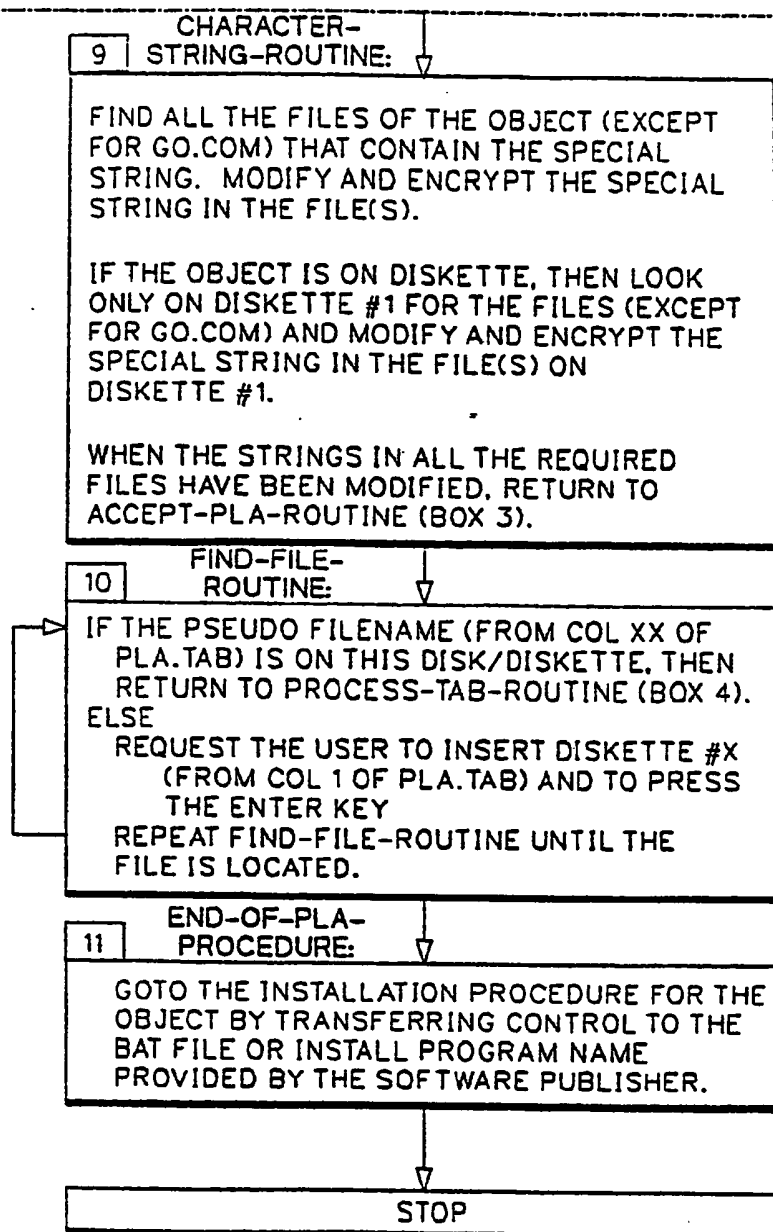 CHARACTER-
9 STRING-ROUTINE:
FIND ALL THE FILES OF THE OBJECT (EXCEPT
FOR GO.COM) THAT CONTAIN THE SPECIAL
STRING. MODIFY AND ENCRYPT THE SPECIAL
STRING IN THE FILE(S).
IF THE OBJECT IS ON DISKETTE, THEN LOOK
ONLY ON DISKETTE #1 FOR THE FILES (EXCEPT
FOR GO.COM) AND MODIFY AND ENCRYPT THE
SPECIAL STRING IN THE FILE(S) ON
DISKETTE #1.
WHEN THE STRINGS IN ALL THE REQUIRED
FILES HAVE BEEN MODIFIED, RETURN TO
ACCEPT-PLA-ROUTINE (BOX 3).
FIND-FILE-
10 ROUTINE:
IF THE PSEUDO FILENAME (FROM COL XX OF
PLA.TAB) IS ON THIS DISK/DISKETTE, THEN
RETURN TO PROCESS-TAB-ROUTINE (BOX 4).
ELSE
REQUEST THE USER TO INSERT DISKETTE #X
(FROM COL 1 OF PLA.TAB) AND TO PRESS
THE ENTER KEY
REPEAT FIND-FILE-ROUTINE UNTIL THE
FILE IS LOCATED.
END-OF-PLA-
11 PROCEDURE:
GOTO THE INSTALLATION PROCEDURE FOR THE
OBJECT BY TRANSFERRING CONTROL TO THE
BAT FILE OR INSTALL PROGRAM NAME
PROVIDED BY THE SOFTWARE PUBLISHER.
STOP